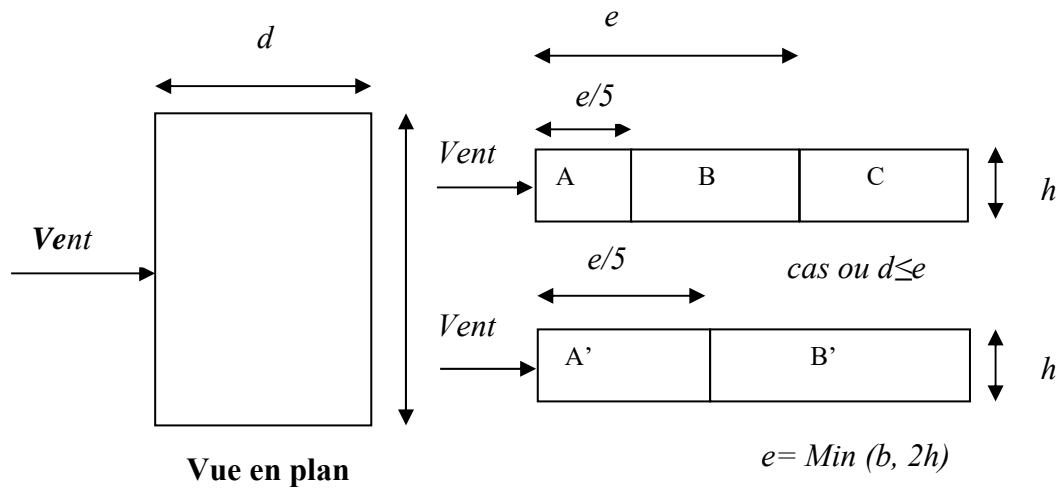 d
e
e/5
Vent
A
B
C
h
Vent
cas ou d≤e
e/5
Vent
A’
B’
h
Vue en plan
e= Min (b, 2h)